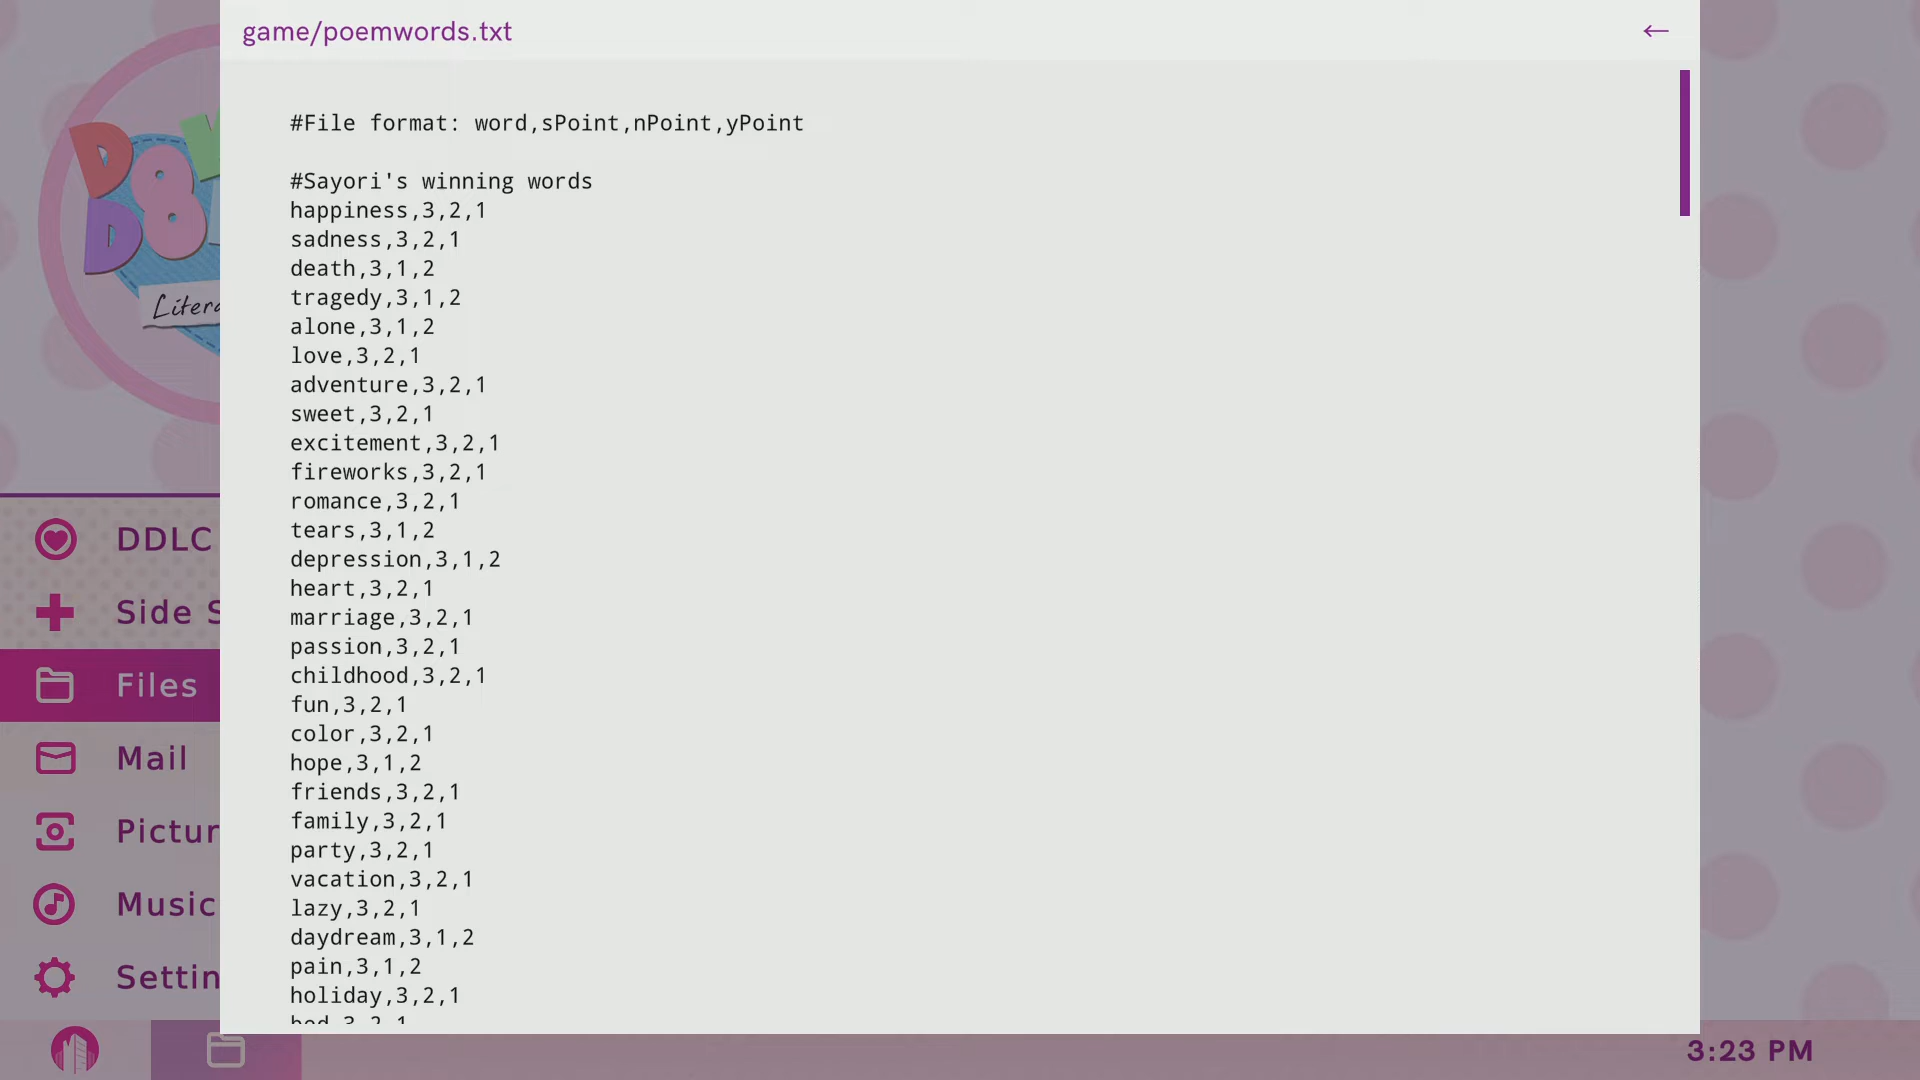 game/poemwords.txt
←
#File format: word,sPoint,nPoint,yPoint
#Sayori's winning words
happiness,3,2,1
sadness,3,2,1
death,3,1,2
tragedy,3,1,2
alone,3,1,2
love,3,2,1
adventure,3,2,1
sweet,3,2,1
excitement,3,2,1
fireworks,3,2,1
romance,3,2,1
tears,3,1,2
depression,3,1,2
heart,3,2,1
marriage,3,2,1
passion,3,2,1
childhood,3,2,1
fun,3,2,1
color,3,2,1
hope,3,1,2
friends,3,2,1
family,3,2,1
party,3,2,1
vacation,3,2,1
lazy,3,2,1
daydream,3,1,2
pain,3,1,2
holiday,3,2,1
bed,3,2,1
DO
DO
Litera
DDLC
Side S
Files
Mail
Pictur
Music
Settin
3:23 PM